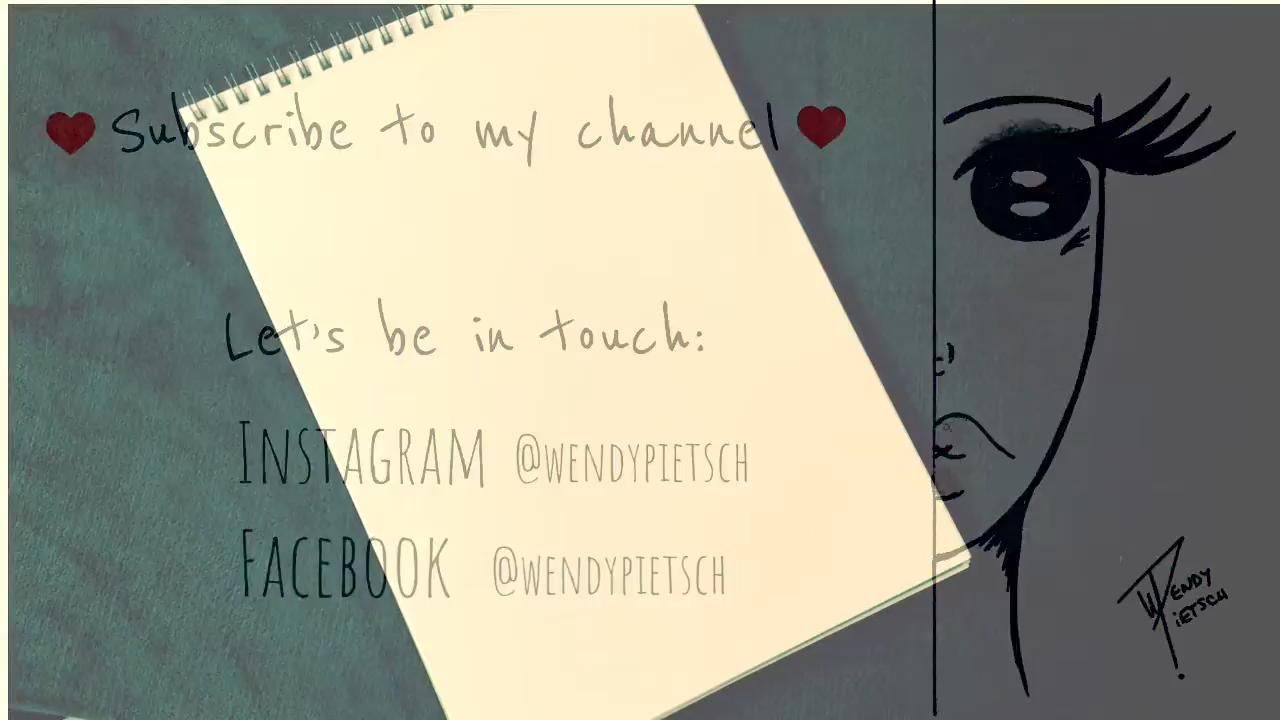 Subscribe to my channel
Let's be in touch:
INSTAGRAM @WENDYPIETSCH
FACEBOOK @WENDYPIETSCH
WENDY
PIETSCH